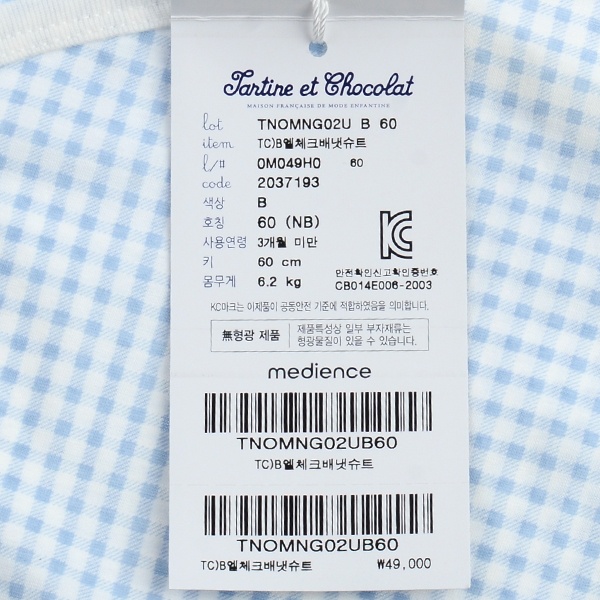 Tartine et Chocolat
MAISON FRANÇAISE DE MODE ENFANTINE
lot TNOMNG02U B 60
item TC)B엘체크배냇슈트
l/# 0M049H0 60
code 2037193
색상 B
호칭 60 (NB)
사용연령 3개월 미만
키 60 cm
몸무게 6.2 kg
안전확인신고확인증번호
CB014E006-2003
KC마크는 이제품이 공통안전 기준에 적합하였음을 의미합니다.
無형광 제품
제품특성상 일부 부자재류는
형광물질이 있을 수 있습니다.
medience
TNOMNG02UB60
TC)B엘체크배냇슈트
TNOMNG02UB60
TC)B엘체크배냇슈트 ₩49,000